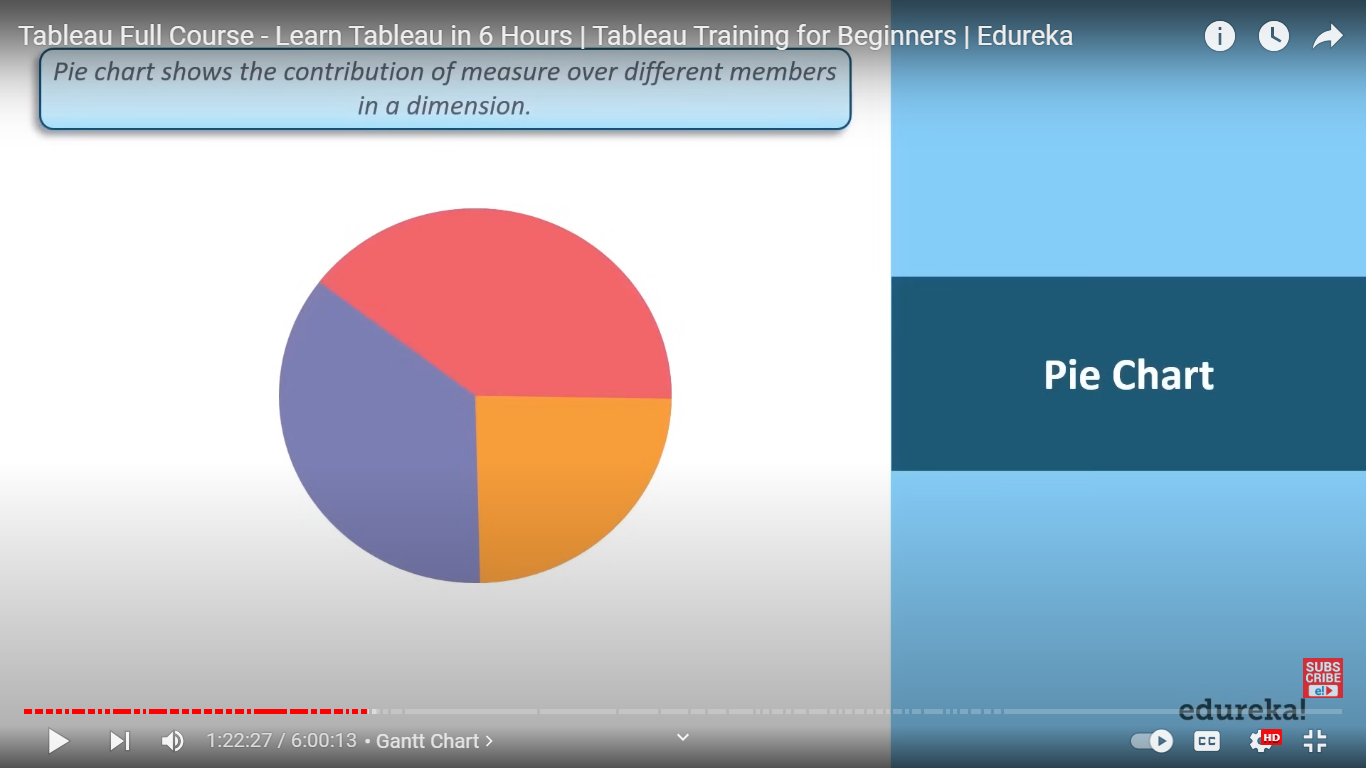 Tableau Full Course - Learn Tableau in 6 Hours | Tableau Training for Beginners | Edureka
Pie chart shows the contribution of measure over different members
in a dimension.
Pie Chart
SUBS
CRIBE
e!
edureka!
1:22:27 / 6:00:13 • Gantt Chart >
CC
HD